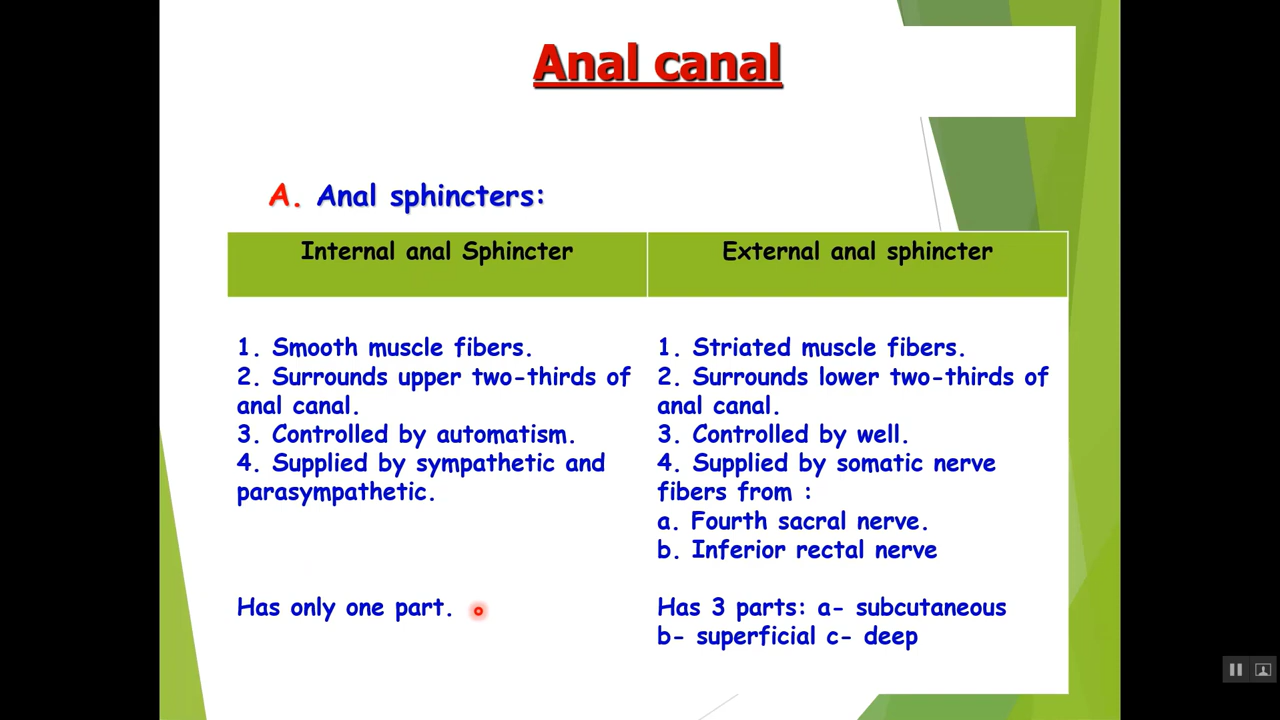 Anal canal
A. Anal sphincters:
Internal anal Sphincter
External anal sphincter
1. Smooth muscle fibers.
2. Surrounds upper two-thirds of
anal canal.
3. Controlled by automatism.
4. Supplied by sympathetic and
parasympathetic.
Has only one part.
1. Striated muscle fibers.
2. Surrounds lower two-thirds of
anal canal.
3. Controlled by well.
4. Supplied by somatic nerve
fibers from :
a. Fourth sacral nerve.
b. Inferior rectal nerve
Has 3 parts: a- subcutaneous
b- superficial c- deep